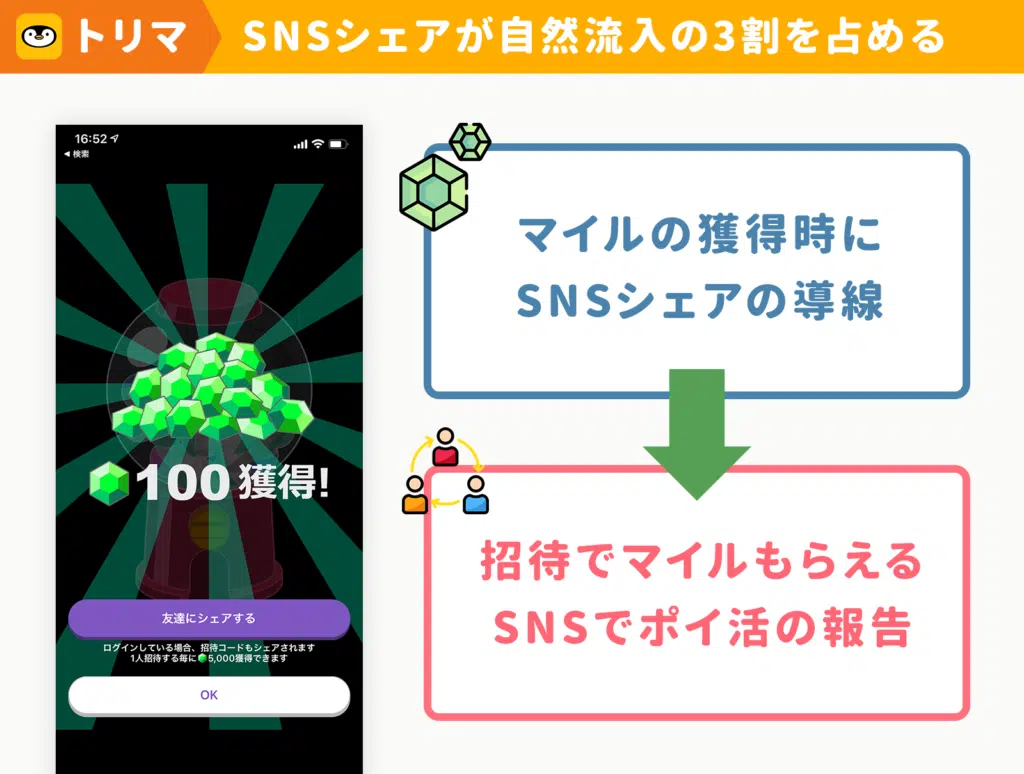 トリマ
SNSシェアが自然流入の3割を占める
16:52
◀ 検索
100 獲得!
友達にシェアする
ログインしている場合、招待コードもシェアされます
1人招待する毎に5,000獲得できます
OK
マイルの獲得時に
SNSシェアの導線
招待でマイルもらえる
SNSでポイ活の報告